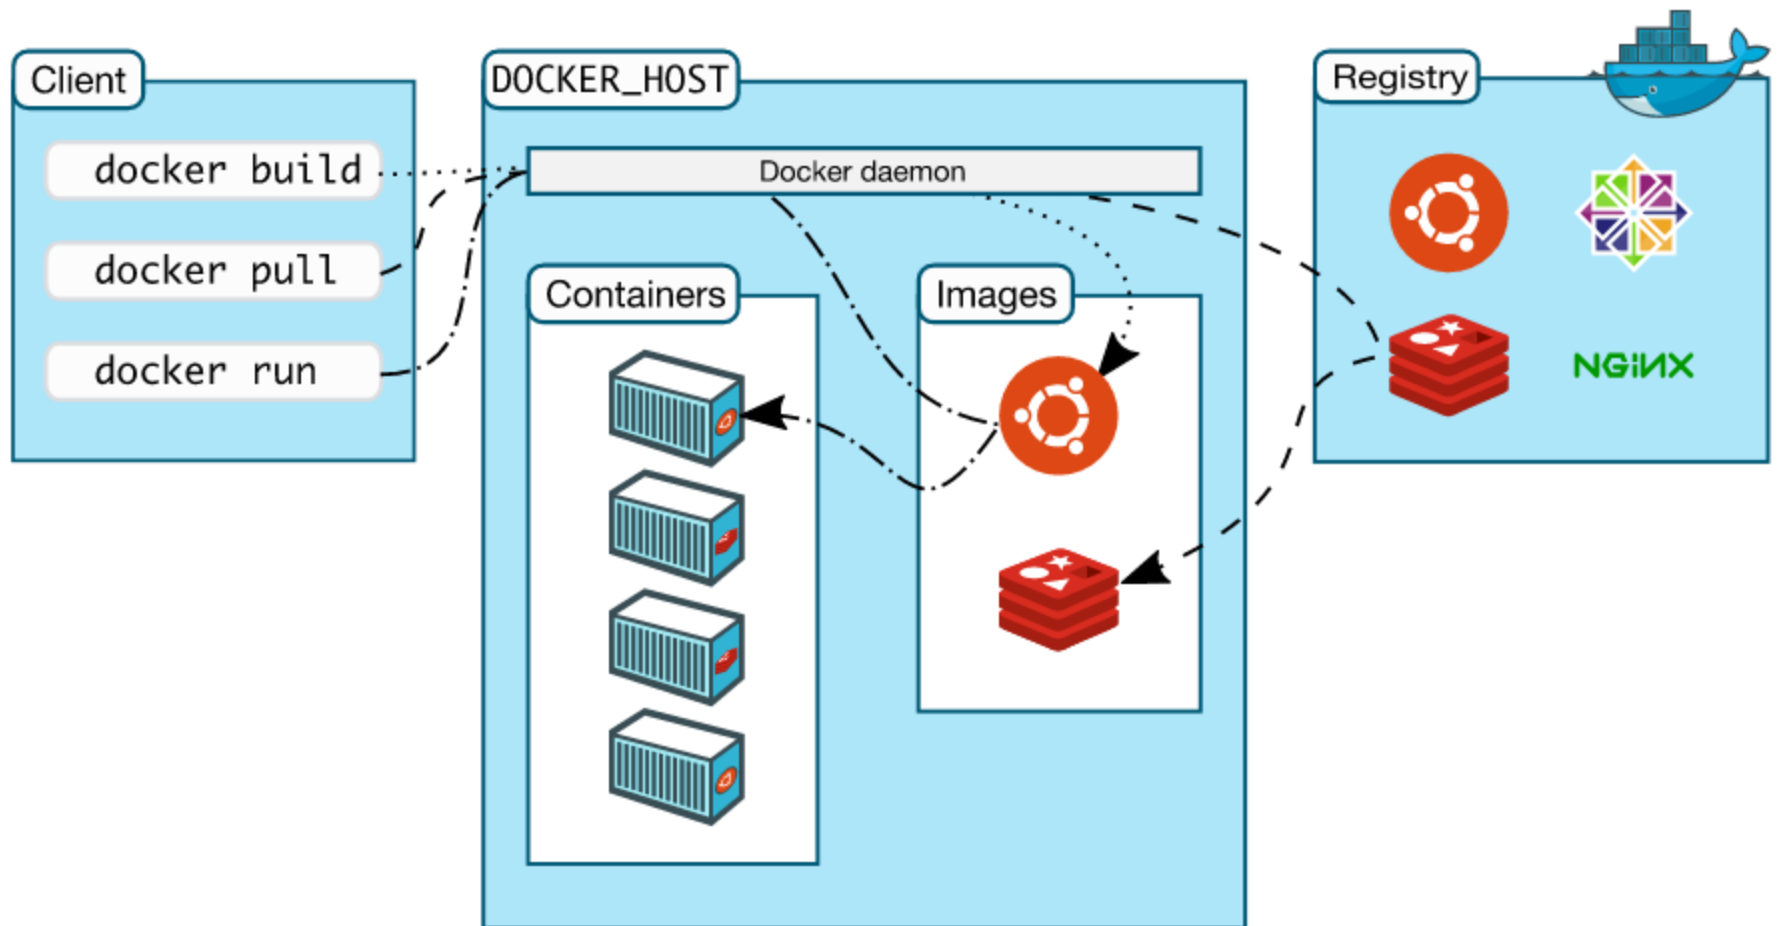 Client
docker build
docker pull
docker run
DOCKER_HOST
Docker daemon
Containers
Images
Registry
NGiNX